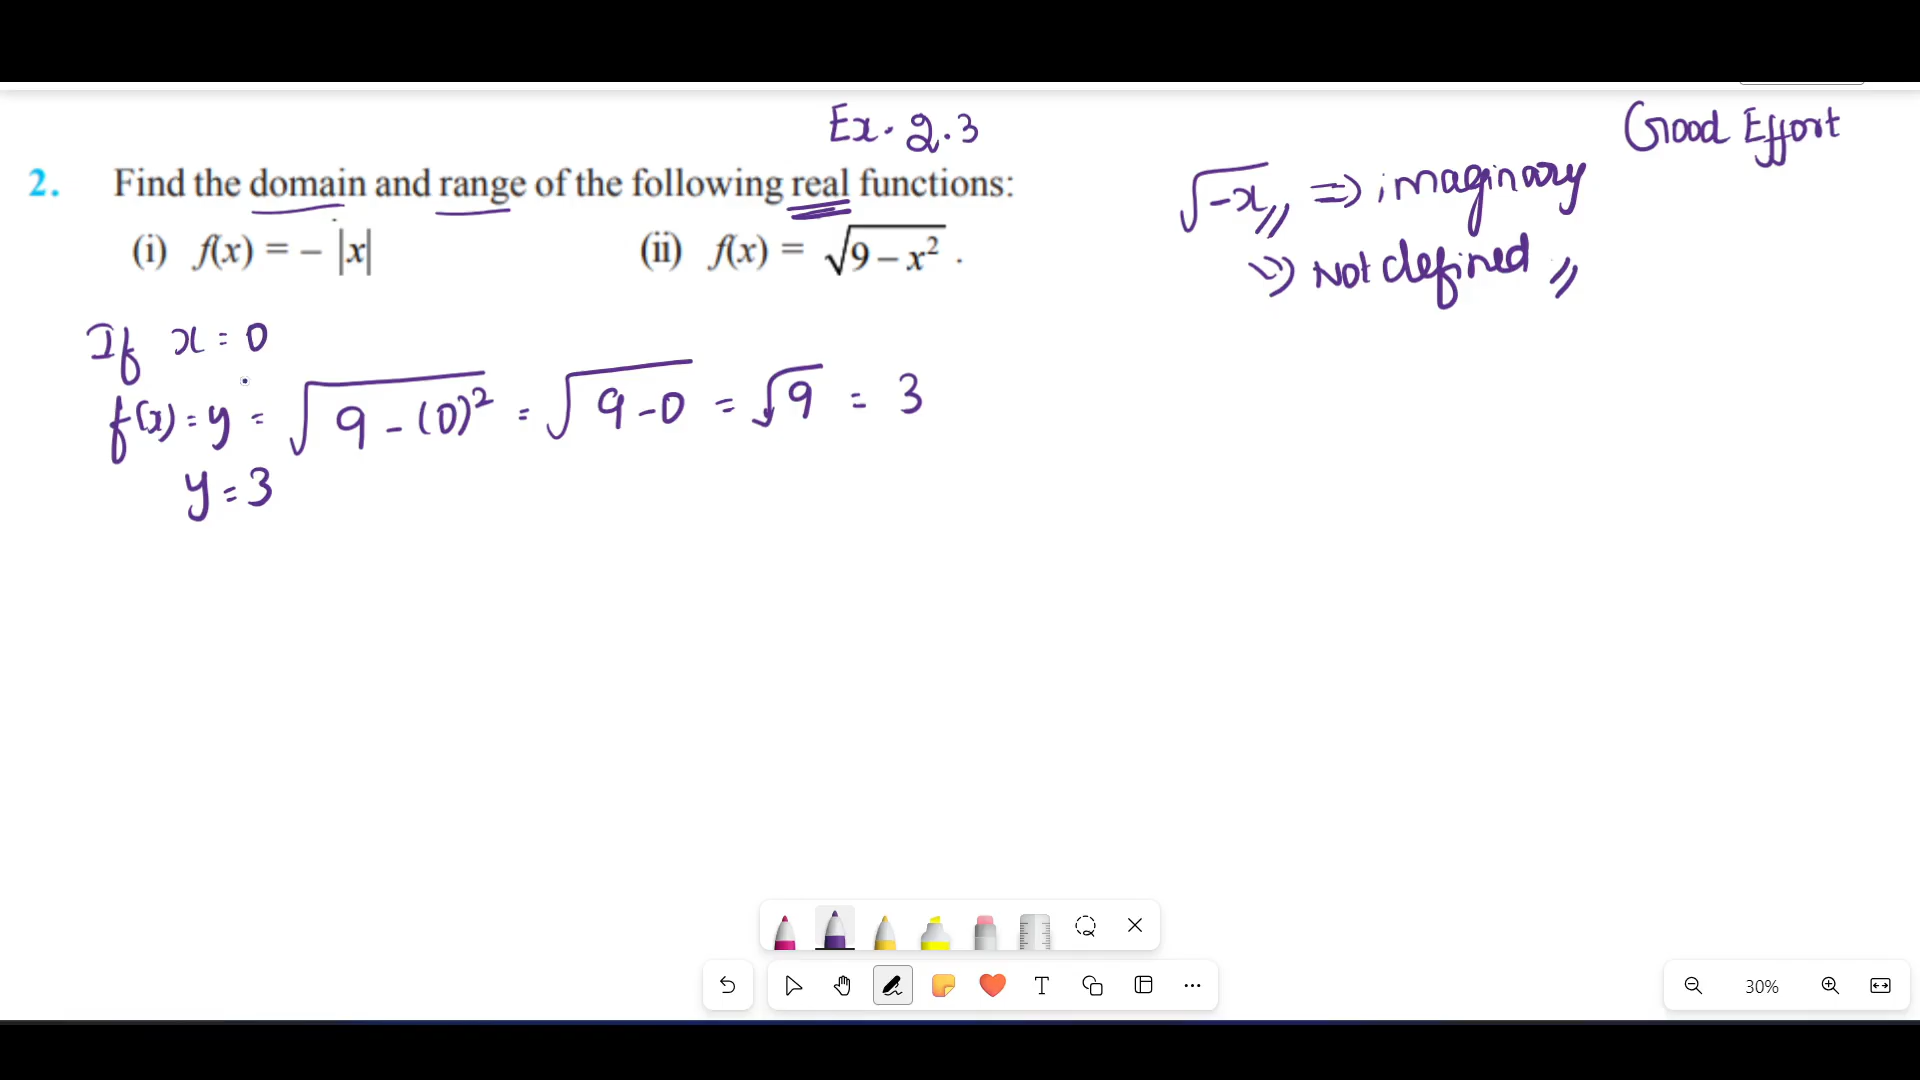 Ex. 2.3
Good Effort
2. Find the domain and range of the following real functions:
(i) f(x) = – |x| (ii) f(x) = √(9 – x²) .
√-x // => imaginary
=> Not defined //
If x = 0
f(x) = y = √(9 - (0)²) = √(9 - 0) = √9 = 3
y = 3
30%